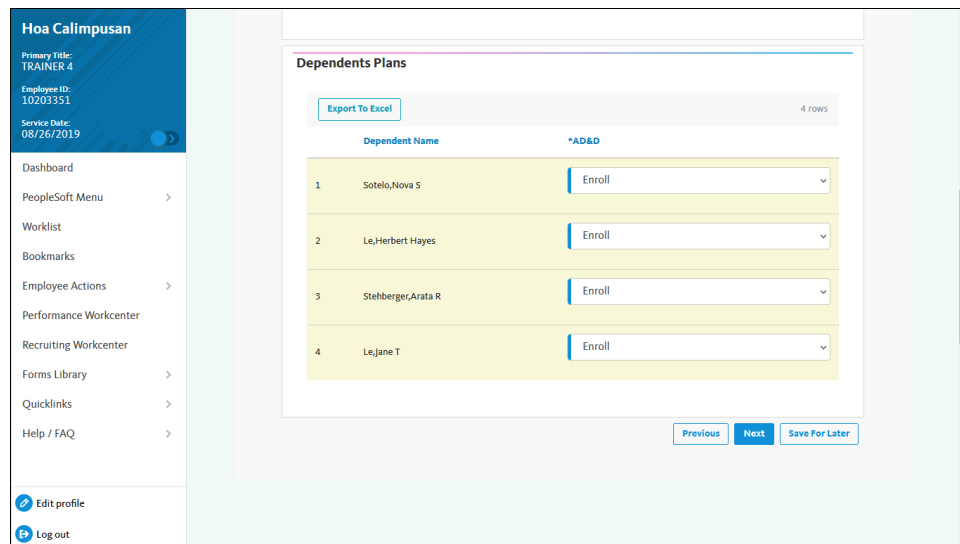 Hoa Calimpusan
Primary Title:
TRAINER 4
Employee ID:
10203351
Service Date:
08/26/2019
Dashboard
PeopleSoft Menu
Worklist
Bookmarks
Employee Actions
Performance Workcenter
Recruiting Workcenter
Forms Library
Quicklinks
Help / FAQ
Edit profile
Log out
Dependents Plans
Export To Excel
4 rows
Dependent Name *AD&D
1 Sotelo,Nova S Enroll
2 Le,Herbert Hayes Enroll
3 Stehberger,Arata R Enroll
4 Le,Jane T Enroll
Previous Next Save For Later